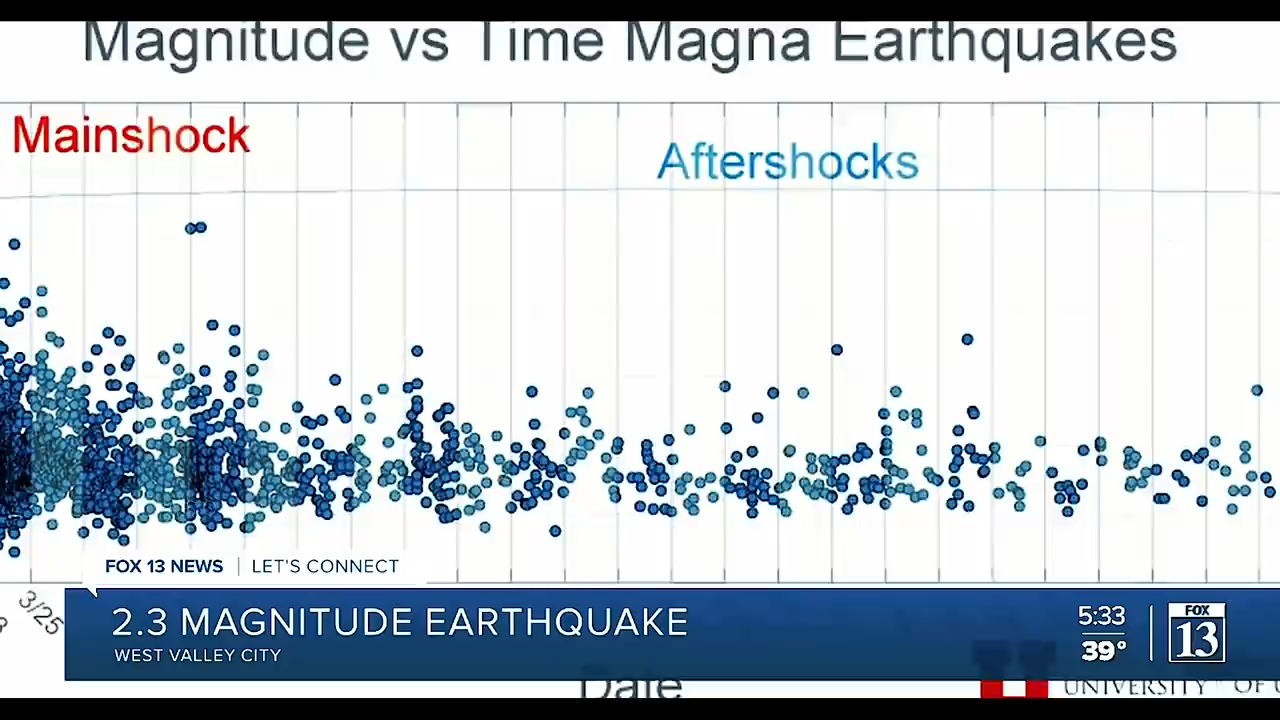 Magnitude vs Time Magna Earthquakes
Mainshock
Aftershocks
FOX 13 NEWS | LET'S CONNECT
3/25
2.3 MAGNITUDE EARTHQUAKE
WEST VALLEY CITY
5:33
39°
FOX
13
Date
UNIVERSITY OF